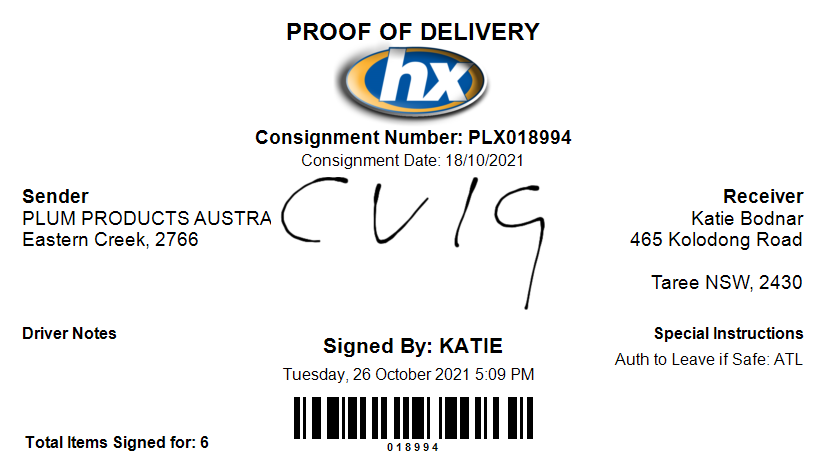 PROOF OF DELIVERY
hx
Consignment Number: PLX018994
Consignment Date: 18/10/2021
Sender
PLUM PRODUCTS AUSTRA
Eastern Creek, 2766
CV19
Receiver
Katie Bodnar
465 Kolodong Road
Taree NSW, 2430
Driver Notes
Signed By: KATIE
Tuesday, 26 October 2021 5:09 PM
Special Instructions
Auth to Leave if Safe: ATL
018994
Total Items Signed for: 6